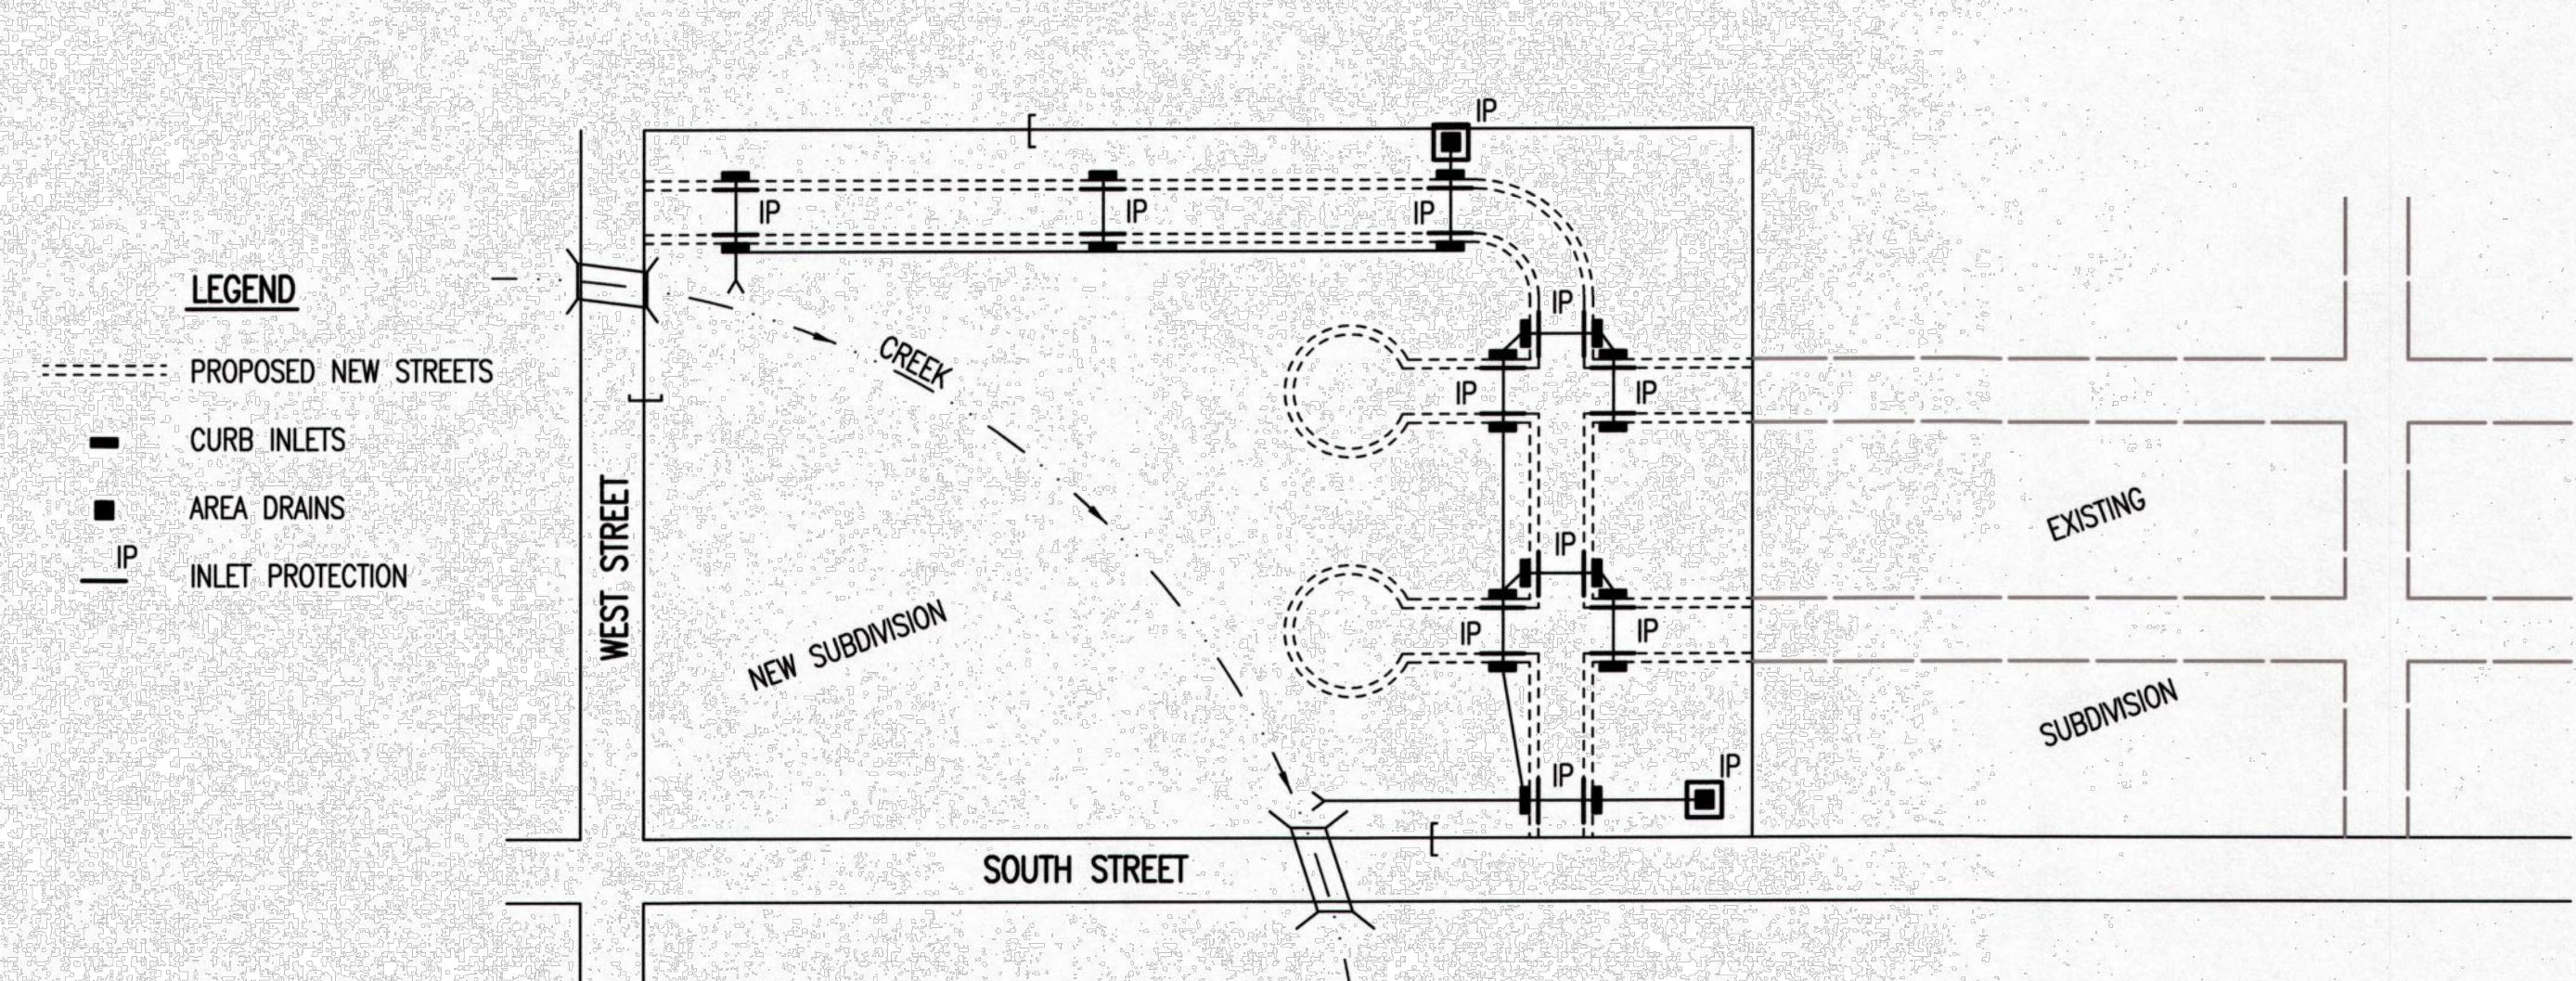 LEGEND
PROPOSED NEW STREETS
CURB INLETS
AREA DRAINS
IP
INLET PROTECTION
WEST STREET
IP
IP
IP
IP
CREEK
IP
IP
IP
NEW SUBDIVISION
IP
IP
IP
IP
IP
SOUTH STREET
EXISTING
SUBDIVISION